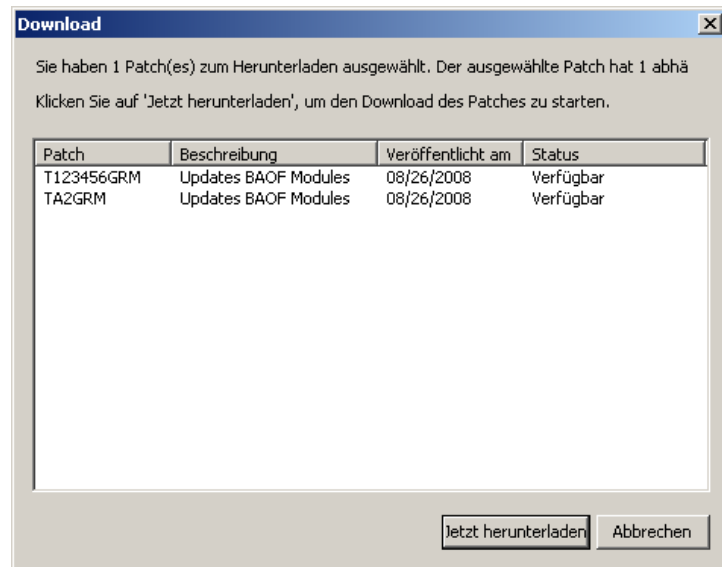 Download
Sie haben 1 Patch(es) zum Herunterladen ausgewählt. Der ausgewählte Patch hat 1 abhä
Klicken Sie auf 'Jetzt herunterladen', um den Download des Patches zu starten.
Patch Beschreibung Veröffentlicht am Status
T123456GRM Updates BAOF Modules 08/26/2008 Verfügbar
TA2GRM Updates BAOF Modules 08/26/2008 Verfügbar
Jetzt herunterladen Abbrechen